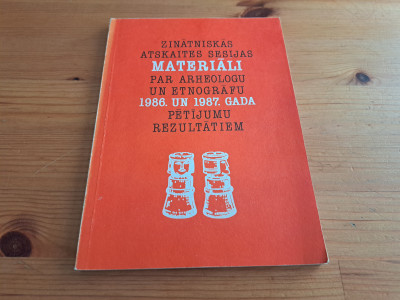 ZINĀTNISKĀS
ATSKAITES SESIJAS
MATERIĀLI
PAR ARHEOLOGU
UN ETNOGRĀFU
1986. UN 1987. GADA
PĒTĪJUMU
REZULTĀTIEM